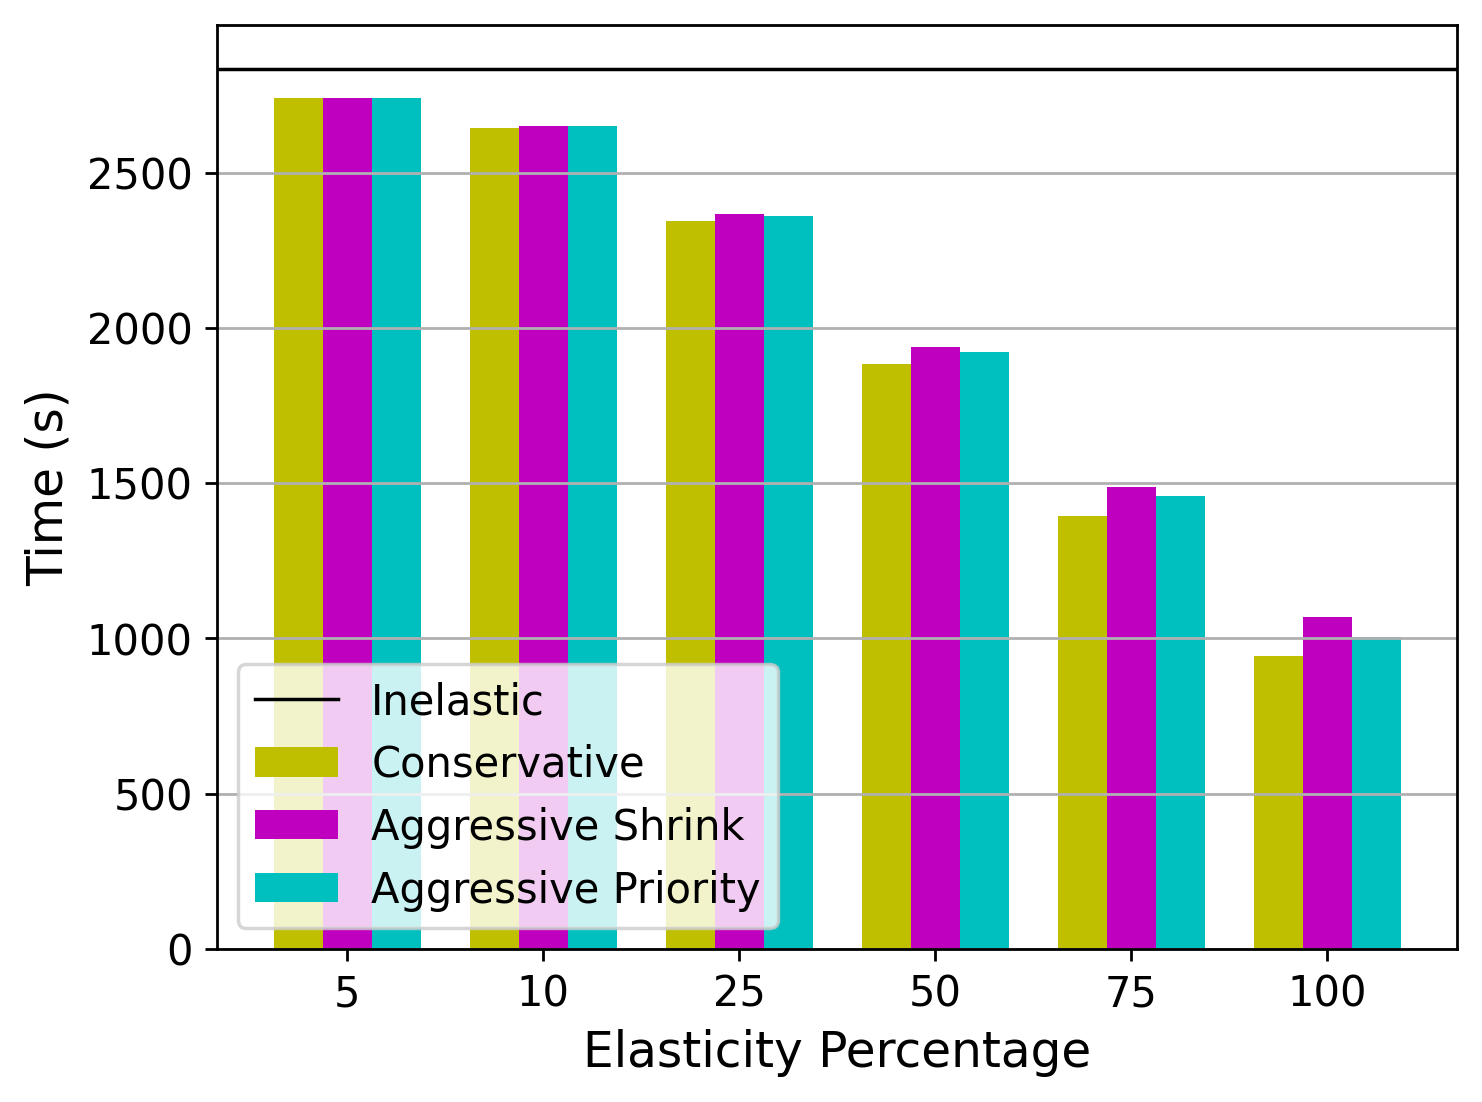 2500
2000
1500
1000
500
0
Time (s)
Inelastic
Conservative
Aggressive Shrink
Aggressive Priority
5 10 25 50 75 100
Elasticity Percentage